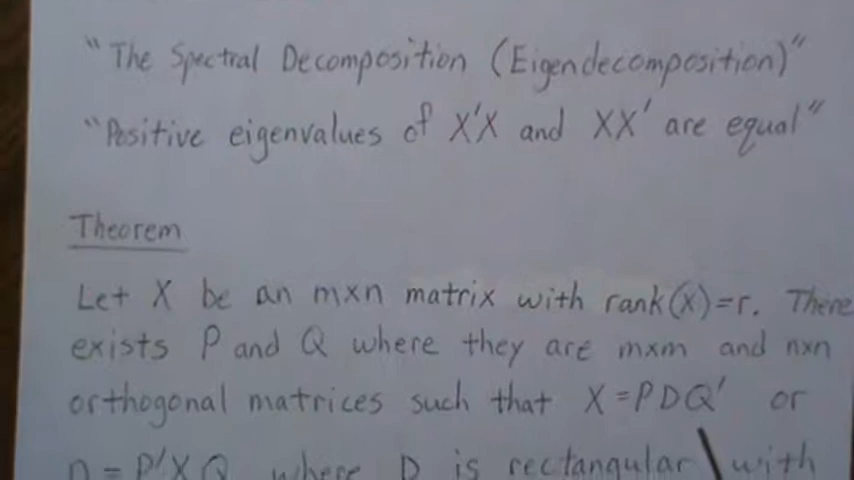 "The Spectral Decomposition (Eigendecomposition)"
"Positive eigenvalues of X'X and XX' are equal"
Theorem
Let X be an mxn matrix with rank(x)=r. There
exists P and Q where they are mxm and nxn
orthogonal matrices such that X=PDQ' or
D = P'XQ where D is rectangular with